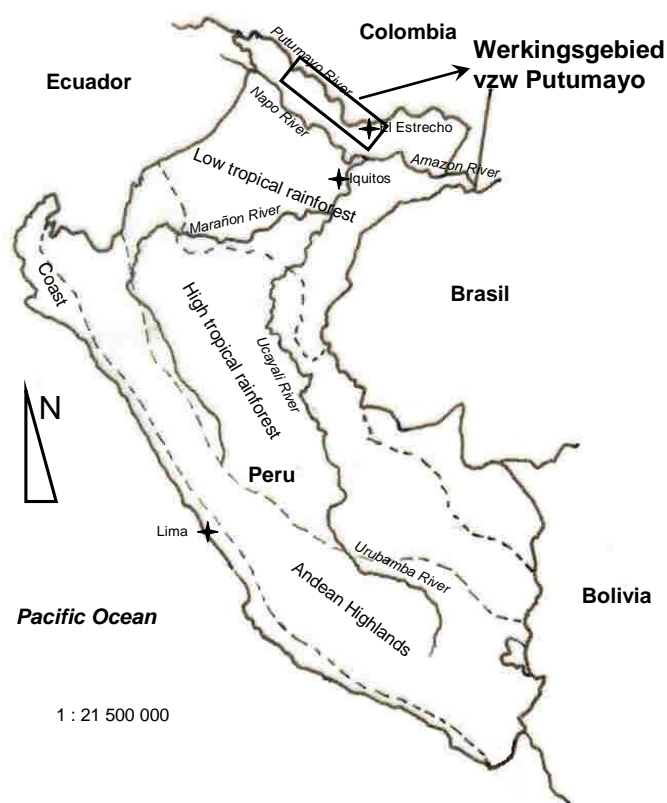 Colombia
Werkingsgebied
vzw Putumayo
Putumayo River
Ecuador
Napo River
El Estrecho
Amazon River
Low tropical rainforest
Iquitos
Marañon River
Coast
Brasil
High tropical rainforest
Ucayali River
N
Peru
Lima
Urubamba River
Andean Highlands
Bolivia
Pacific Ocean
1 : 21 500 000